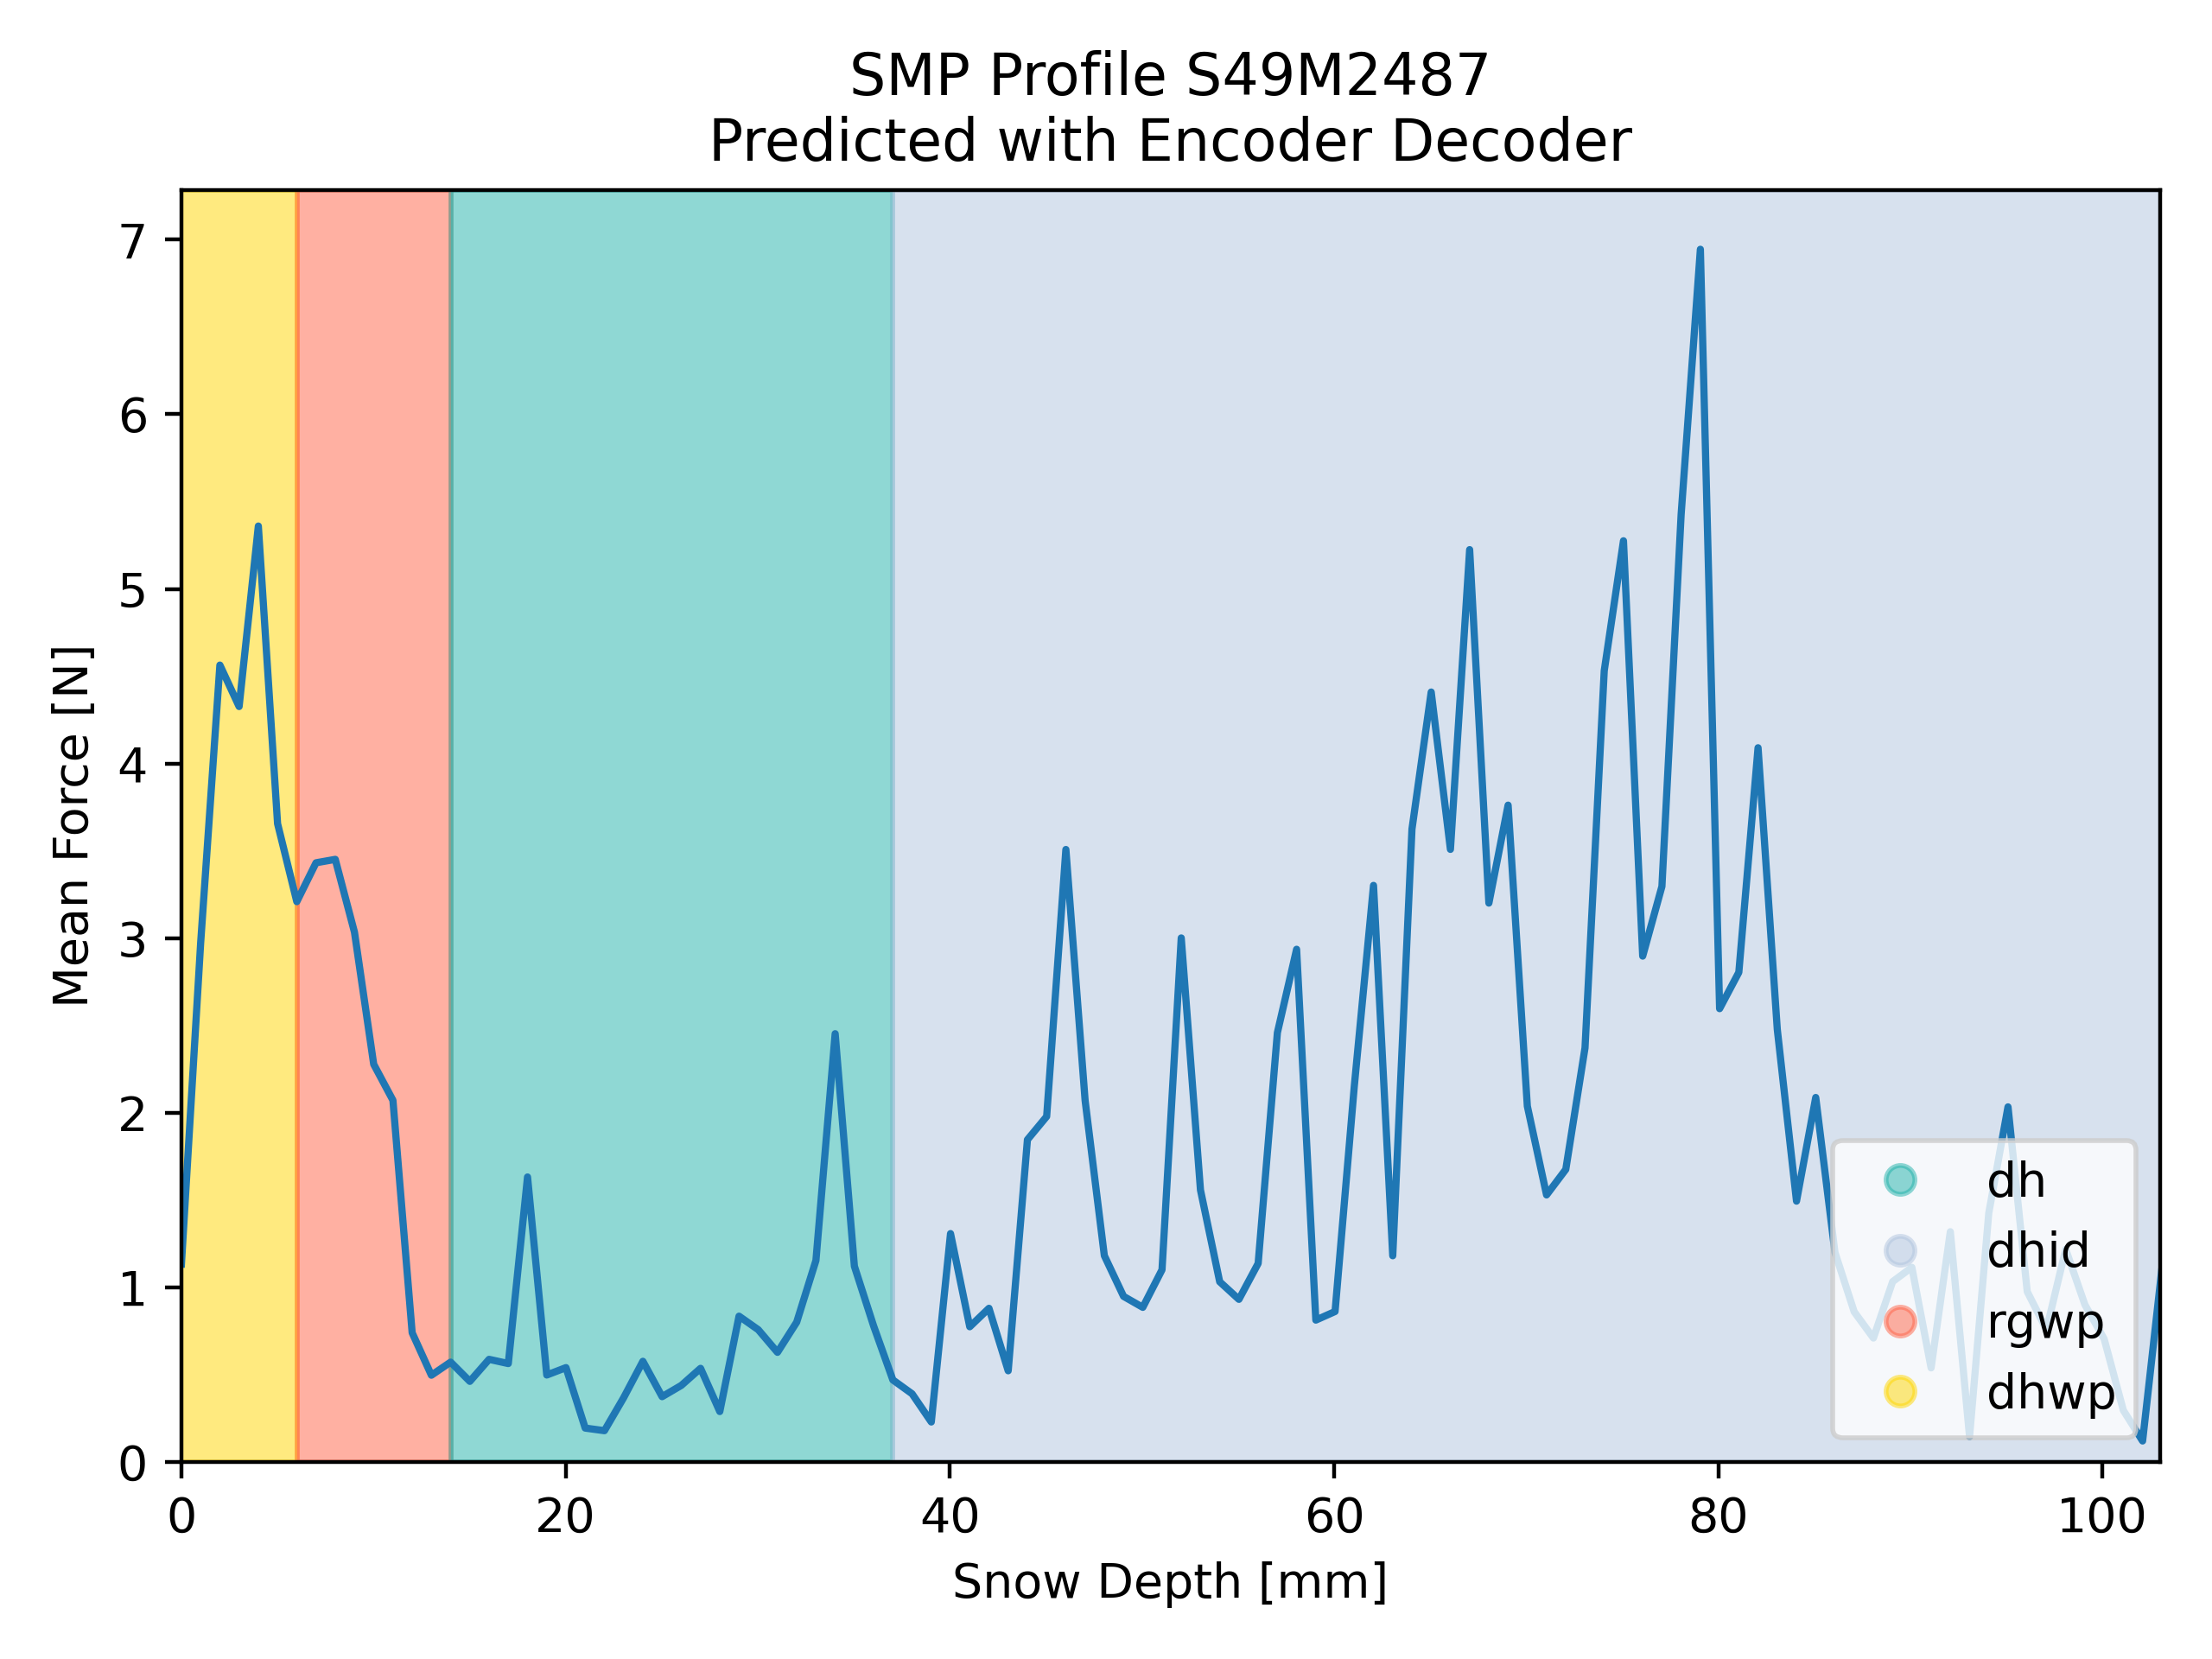 SMP Profile S49M2487
Predicted with Encoder Decoder
Mean Force [N]
7
6
5
4
3
2
1
0
0 20 40 60 80 100
Snow Depth [mm]
dh
dhid
rgwp
dhwp